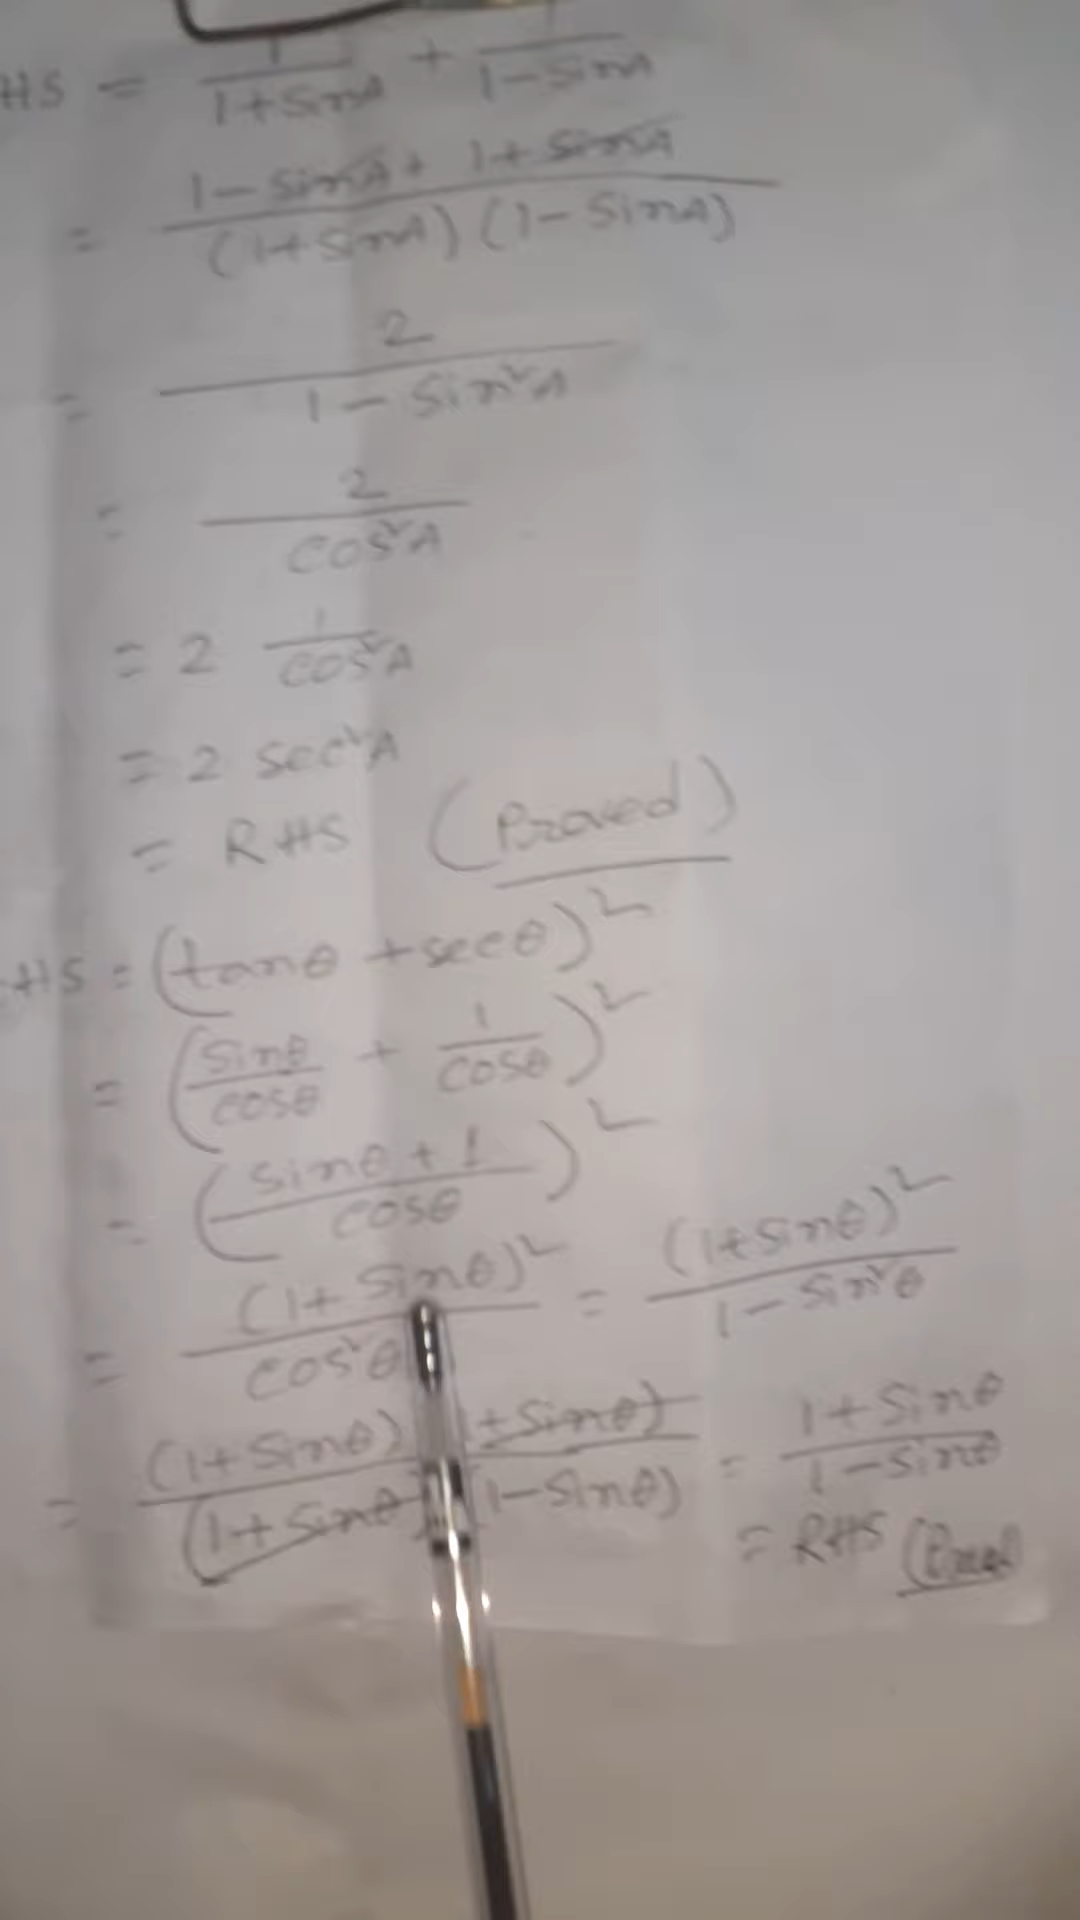 HS = 1/(1+sinA) + 1/(1-sinA)
= (1-sinA + 1+sinA)/((1+sinA)(1-sinA))
= 2/(1-sin²A)
= 2/cos²A
= 2 1/cos²A
= 2 sec²A
= RHS (Proved)
HS = (tanθ + secθ)²
= (sinθ/cosθ + 1/cosθ)²
= ((sinθ+1)/cosθ)²
= (1+sinθ)²/cos²θ = (1+sinθ)²/(1-sin²θ)
= (1+sinθ)(1+sinθ)/((1+sinθ)(1-sinθ)) = (1+sinθ)/(1-sinθ)
= RHS (Proved)